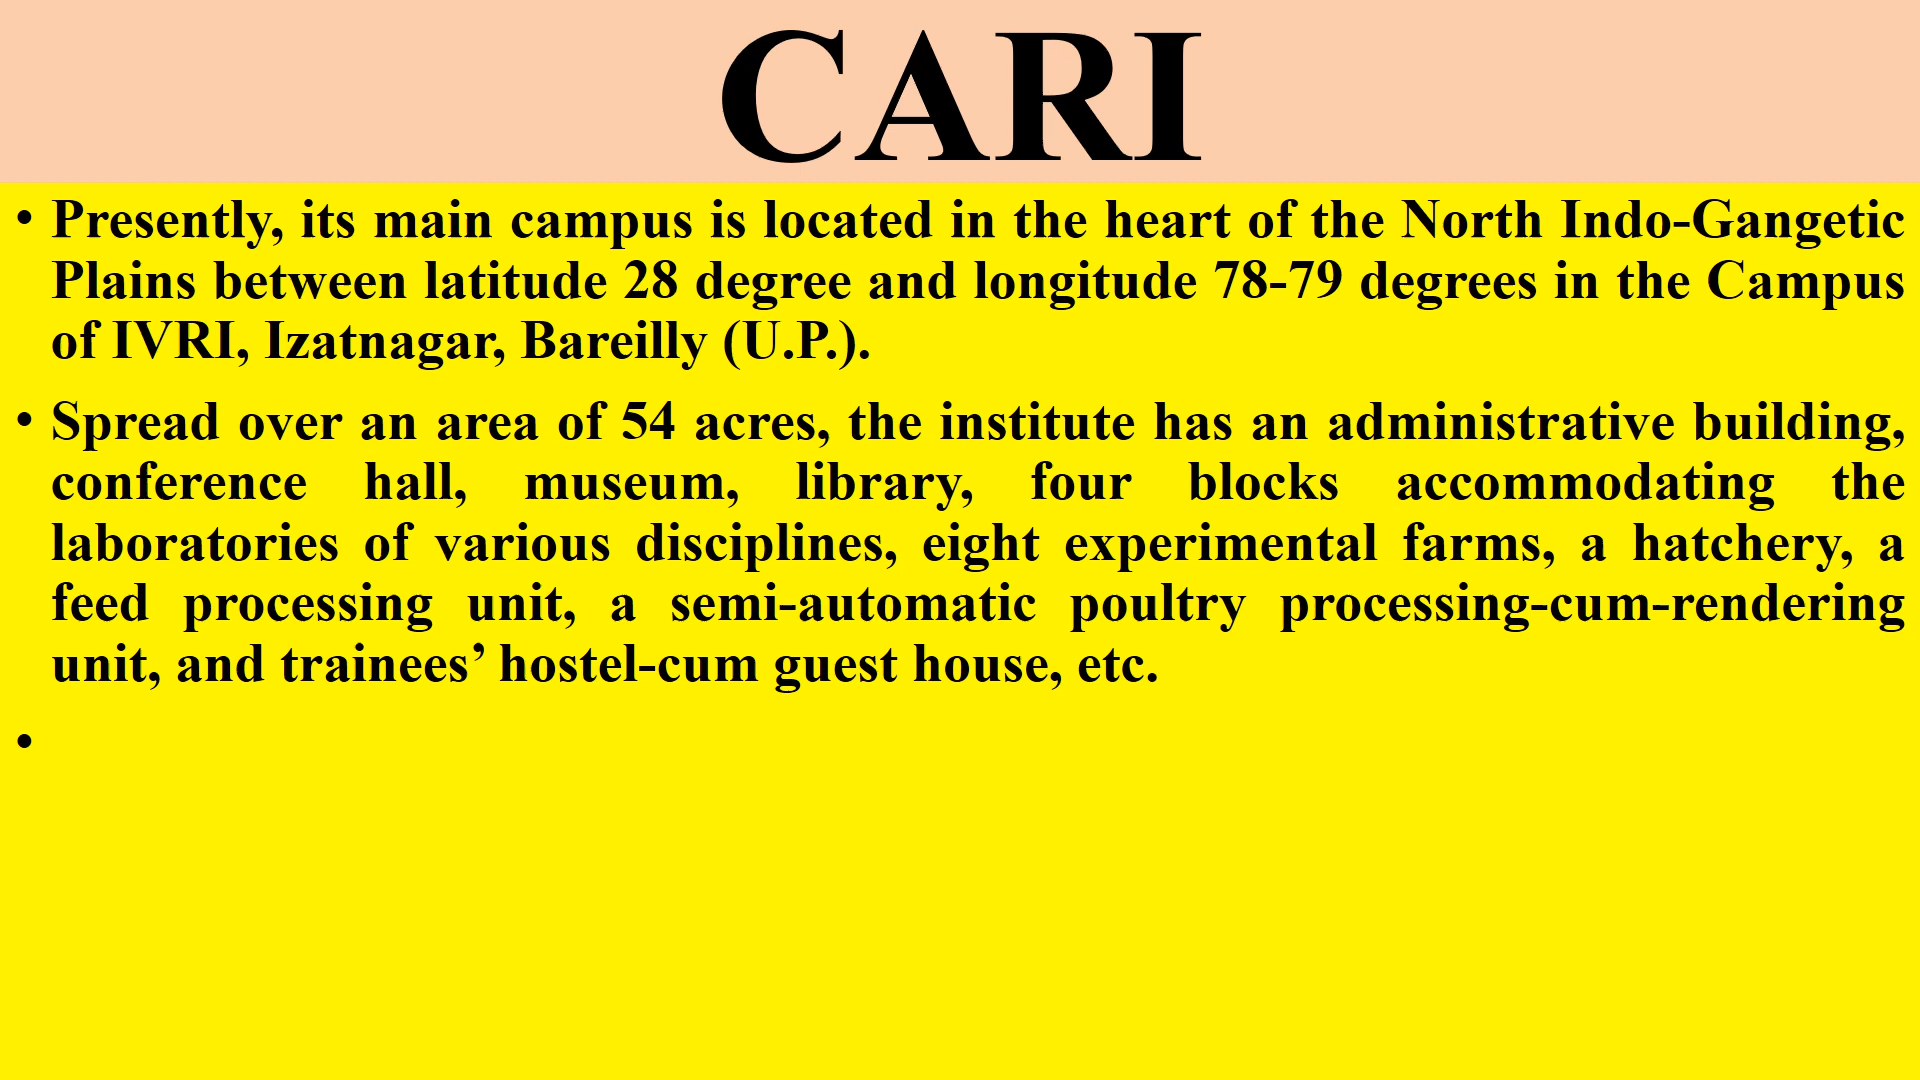 CARI
• Presently, its main campus is located in the heart of the North Indo-Gangetic
Plains between latitude 28 degree and longitude 78-79 degrees in the Campus
of IVRI, Izatnagar, Bareilly (U.P.).
• Spread over an area of 54 acres, the institute has an administrative building,
conference hall, museum, library, four blocks accommodating the
laboratories of various disciplines, eight experimental farms, a hatchery, a
feed processing unit, a semi-automatic poultry processing-cum-rendering
unit, and trainees’ hostel-cum guest house, etc.
•